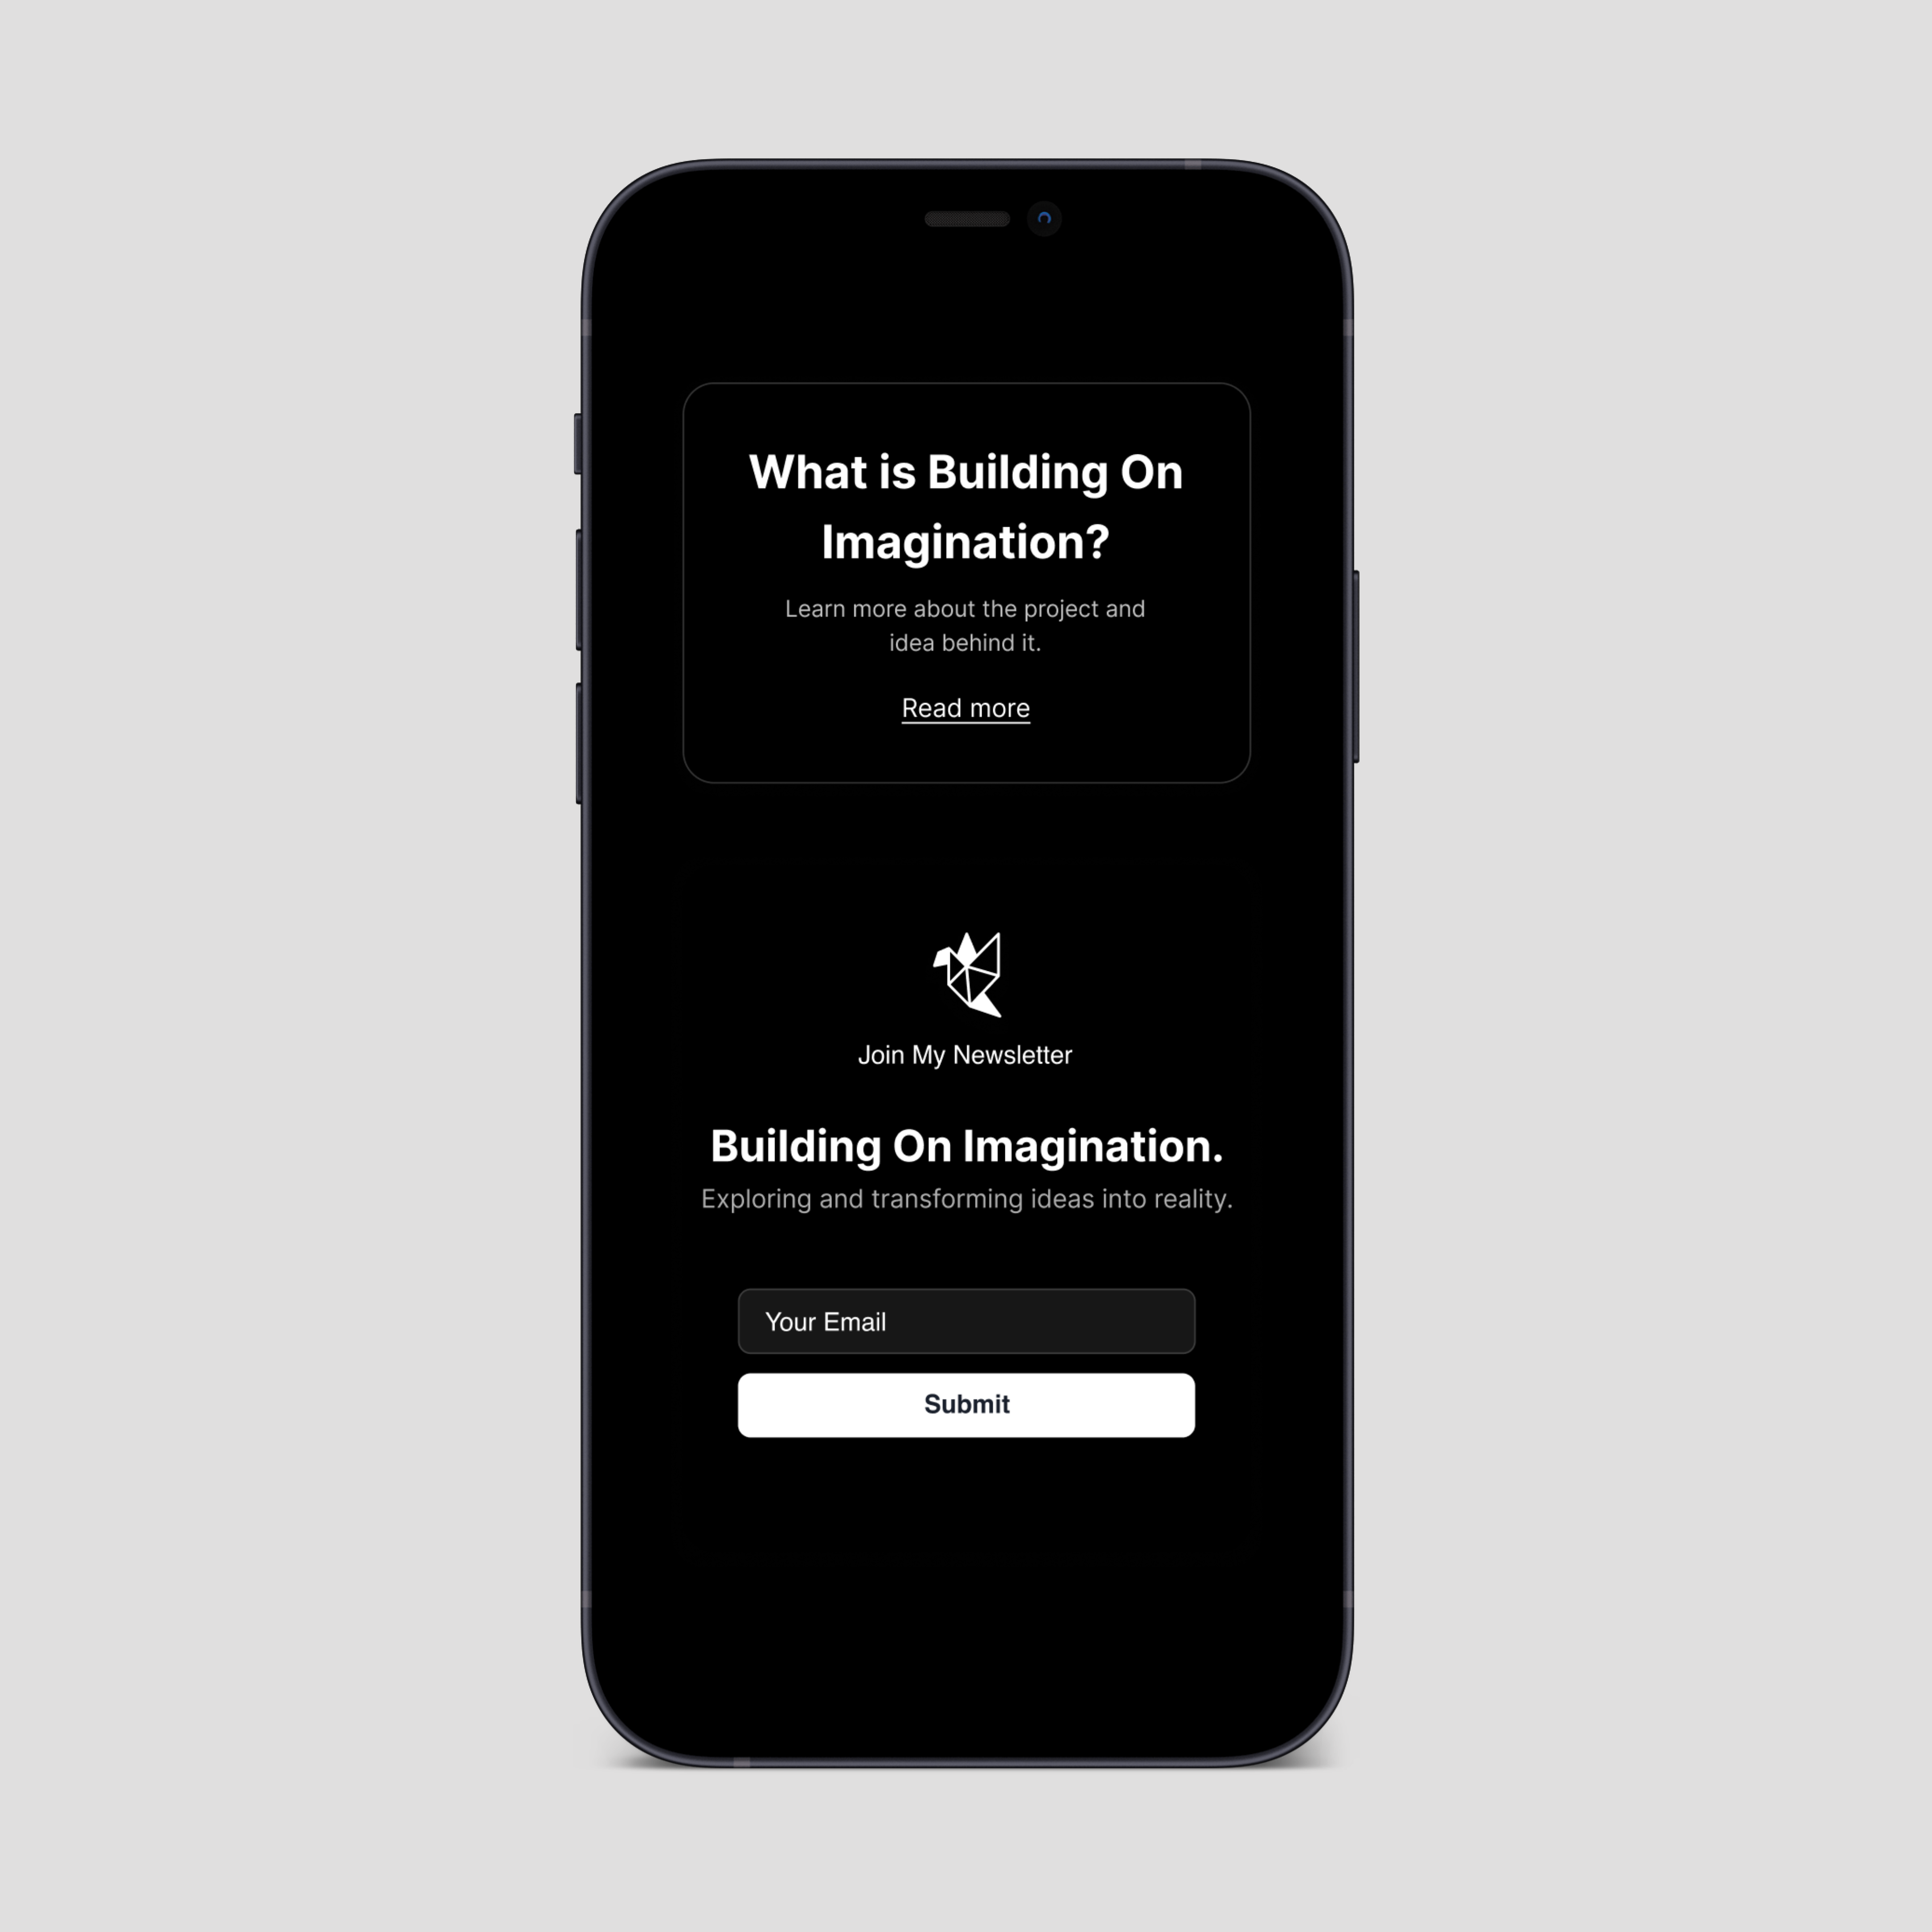 What is Building On
Imagination?
Learn more about the project and
idea behind it.
Read more
Join My Newsletter
Building On Imagination.
Exploring and transforming ideas into reality.
Your Email
Submit